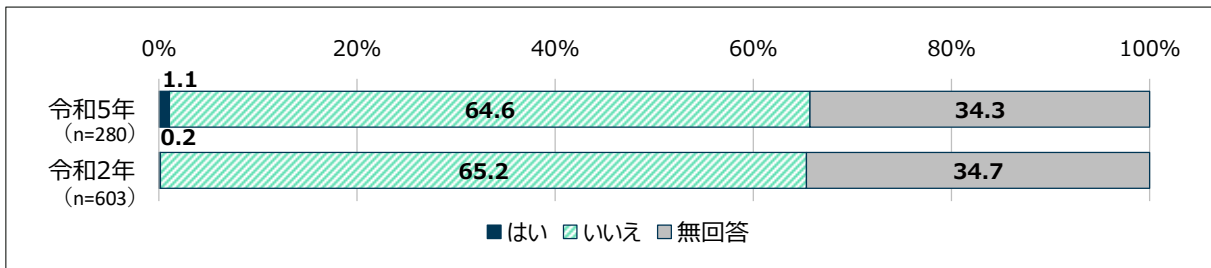 0% 20% 40% 60% 80% 100%
1.1
令和5年 64.6 34.3
（n=280）
0.2
令和2年 65.2 34.7
（n=603）
はい いいえ 無回答